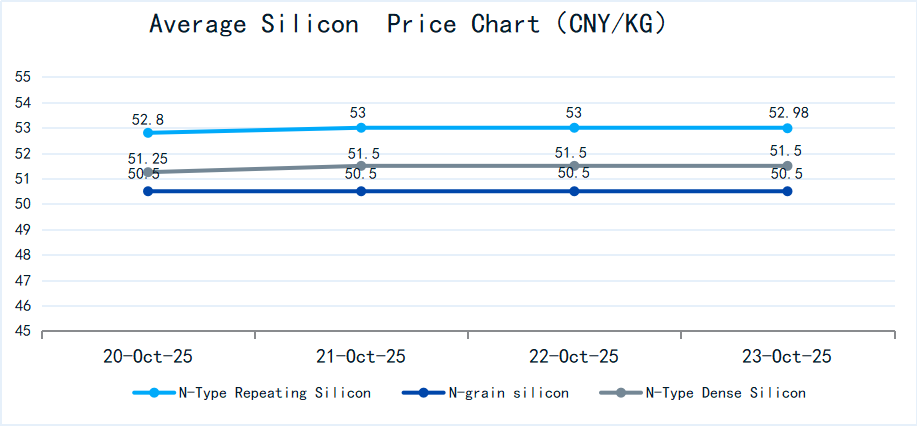 Average Silicon  Price Chart（CNY/KG）
55
54
53
52
51
50
49
48
47
46
45
52.8
53
53
52.98
51.25
51.5
51.5
51.5
50.5
50.5
50.5
50.5
20-Oct-25
21-Oct-25
22-Oct-25
23-Oct-25
N-Type Repeating Silicon
N-grain silicon
N-Type Dense Silicon